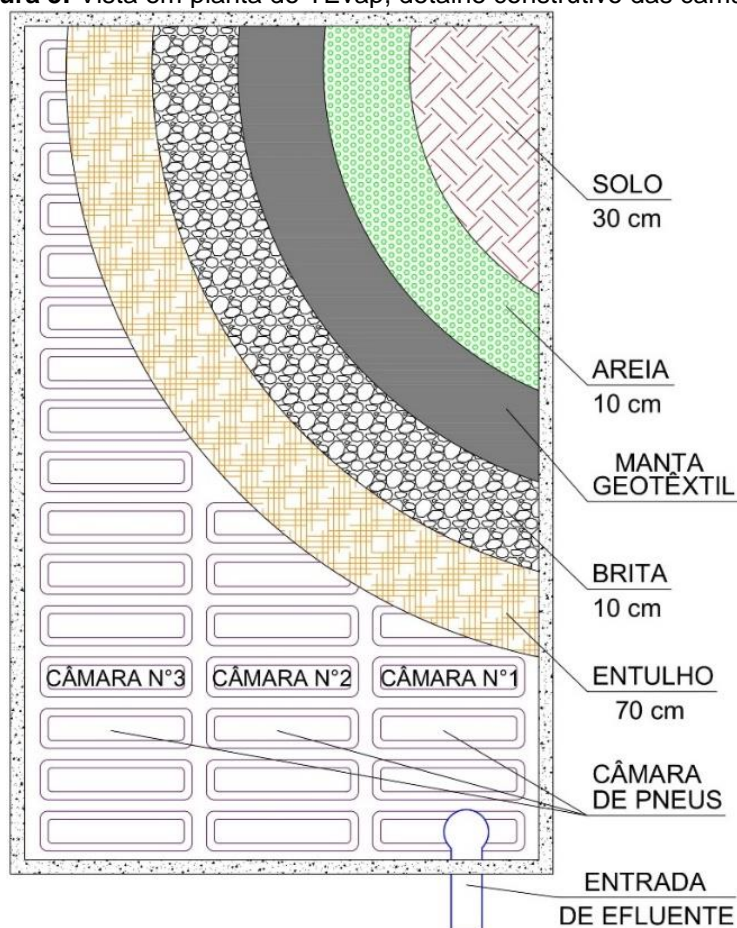 ura 3. Vista em planta do TEvap, detalhe construtivo das câma
SOLO
30 cm
AREIA
10 cm
MANTA
GEOTÊXTIL
BRITA
10 cm
ENTULHO
70 cm
CÂMARA N°3
CÂMARA N°2
CÂMARA N°1
CÂMARA
DE PNEUS
ENTRADA
DE EFLUENTE